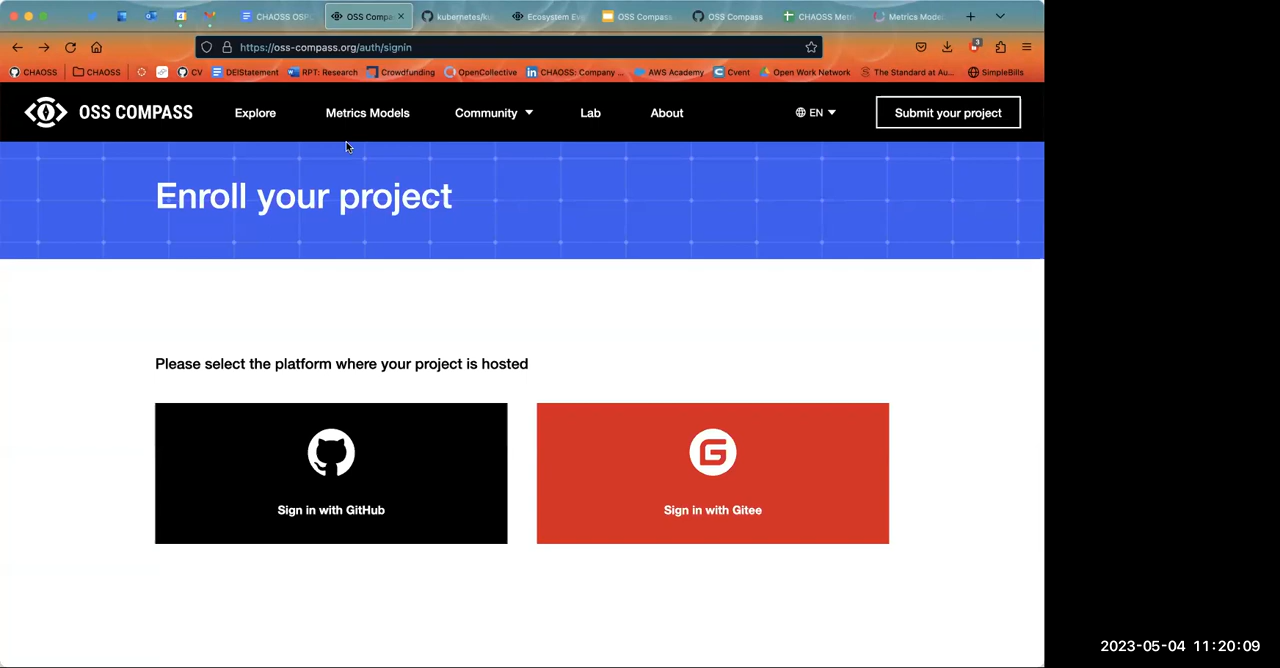 CHAOSS OSP
OSS Compa
kubernetes/ku
Ecosystem Eve
OSS Compass
OSS Compass
CHAOSS Metri
Metrics Model
https://oss-compass.org/auth/signin
3
CHAOSS
CHAOSS
CV
DEIStatement
RPT: Research
Crowdfunding
OpenCollective
CHAOSS: Company ...
AWS Academy
Cvent
Open Work Network
The Standard at Au...
SimpleBills
OSS COMPASS
Explore
Metrics Models
Community
Lab
About
EN
Submit your project
Enroll your project
Please select the platform where your project is hosted
Sign in with GitHub
Sign in with Gitee
2023-05-04 11:20:09